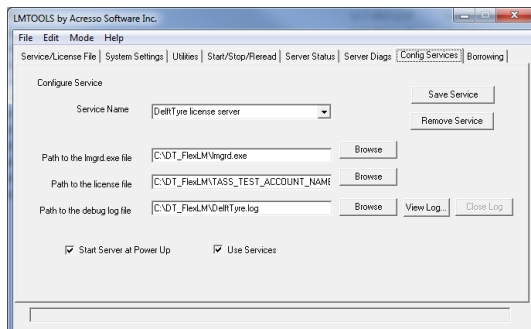 LMTOOLS by Acresso Software Inc.
File Edit Mode Help
Service/License File System Settings Utilities Start/Stop/Reread Server Status Server Diags Config Services Borrowing
Configure Service
Save Service
Service Name DelftTyre license server
Remove Service
Path to the lmgrd.exe file C:\DT_FlexLM\lmgrd.exe Browse
Path to the license file C:\DT_FlexLM\TASS_TEST_ACCOUNT_NAME Browse
Path to the debug log file C:\DT_FlexLM\DelftTyre.log Browse View Log... Close Log
Start Server at Power Up Use Services